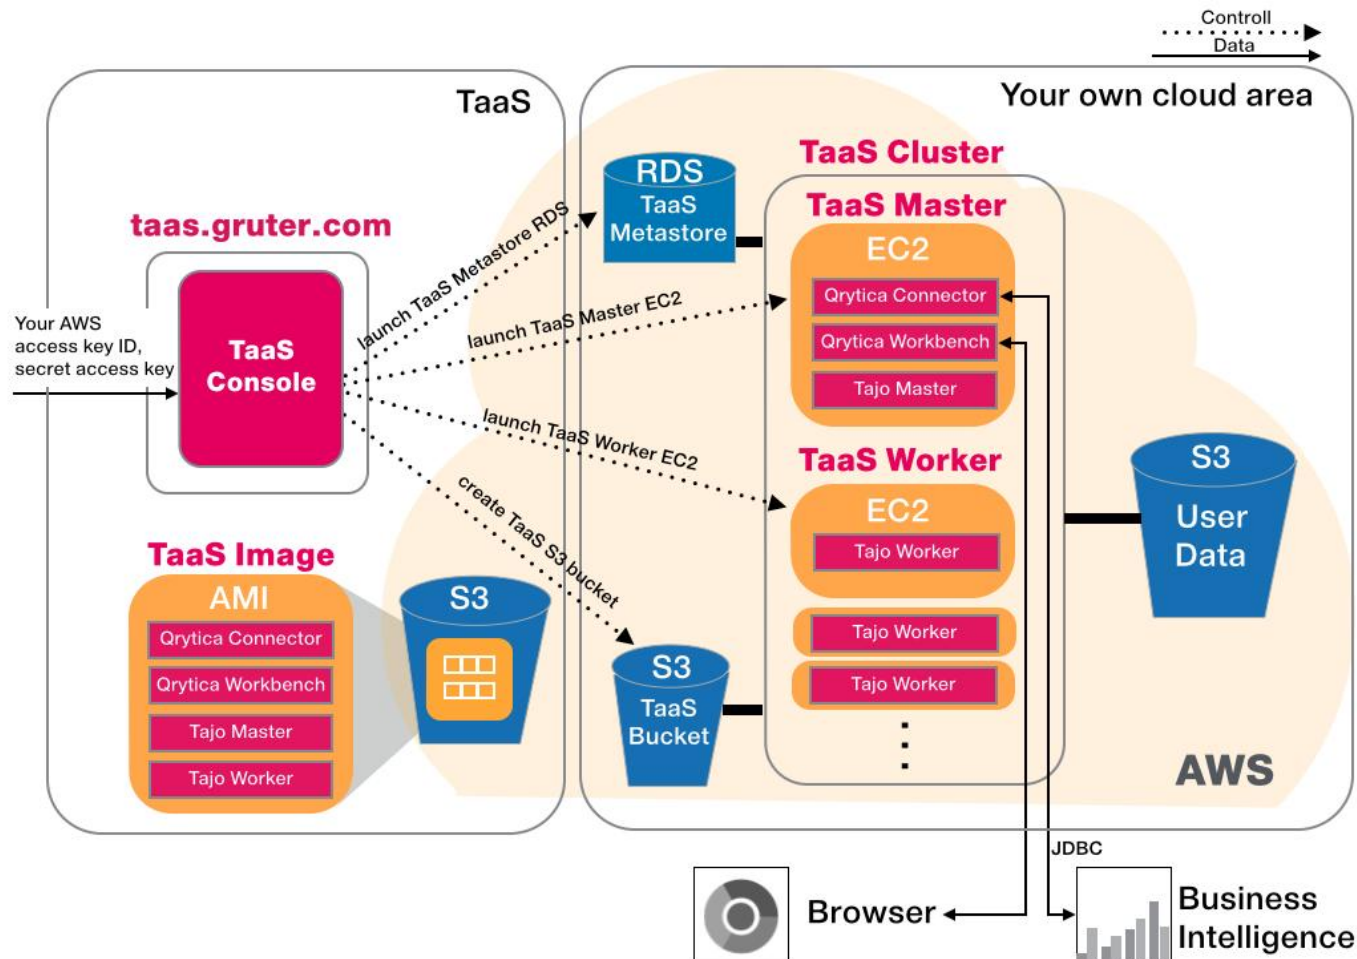 Controll
Data
TaaS
Your own cloud area
taas.gruter.com
Your AWS
access key ID,
secret access key
TaaS
Console
launch TaaS Metastore RDS
launch TaaS Master EC2
launch TaaS Worker EC2
create TaaS S3 bucket
RDS
TaaS
Metastore
TaaS Cluster
TaaS Master
EC2
Qrytica Connector
Qrytica Workbench
Tajo Master
TaaS Worker
EC2
Tajo Worker
Tajo Worker
Tajo Worker
S3
User
Data
TaaS Image
AMI
Qrytica Connector
Qrytica Workbench
Tajo Master
Tajo Worker
S3
S3
TaaS
Bucket
AWS
JDBC
Browser
Business
Intelligence